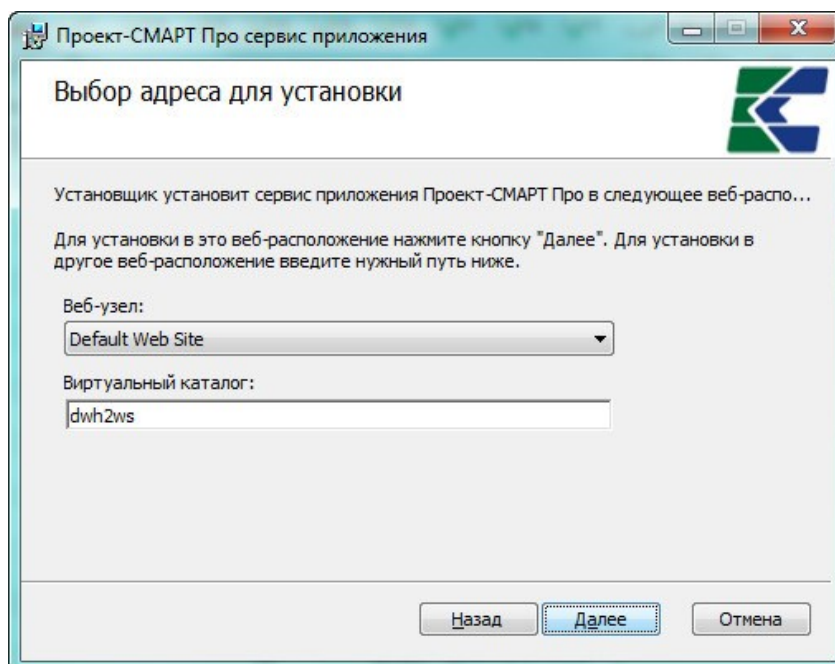 Проект-СМАРТ Про сервис приложения
Выбор адреса для установки
Установщик установит сервис приложения Проект-СМАРТ Про в следующее веб-распо...
Для установки в это веб-расположение нажмите кнопку "Далее". Для установки в
другое веб-расположение введите нужный путь ниже.
Веб-узел:
Default Web Site
Виртуальный каталог:
dwh2ws
Назад Далее Отмена